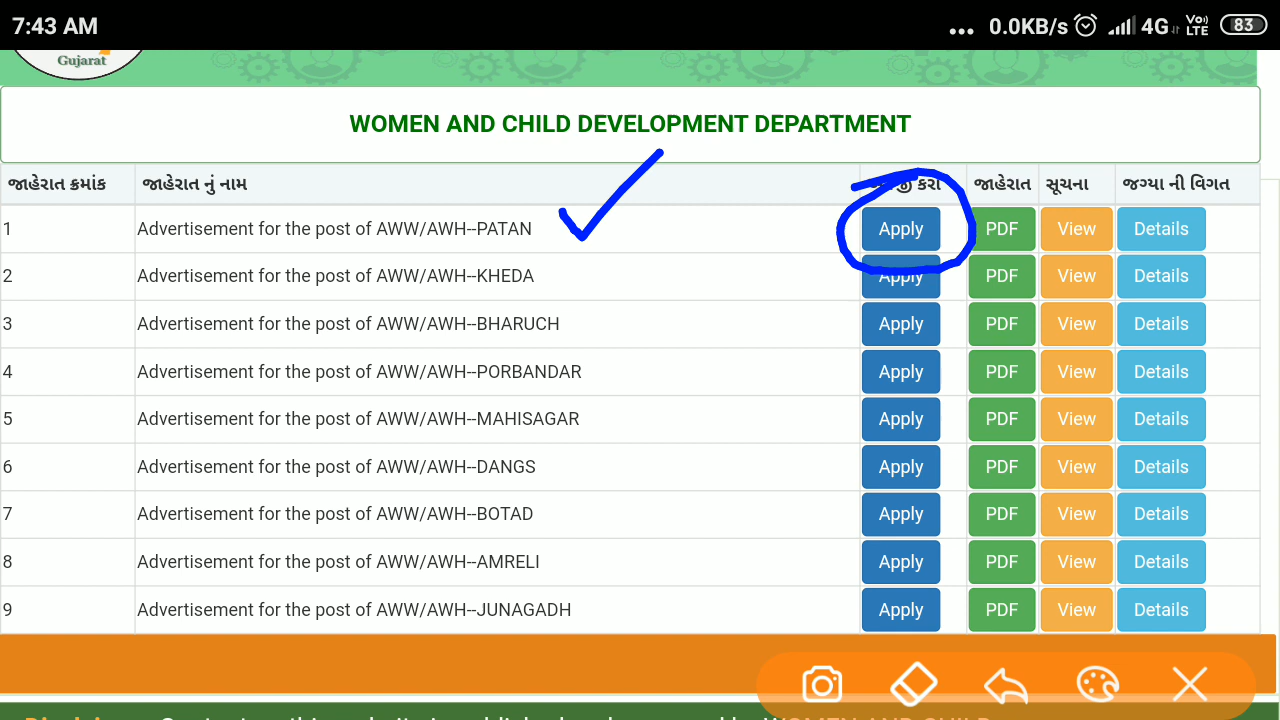 7:43 AM ... 0.0KB/s 4G Vo) LTE 83
Gujarat
WOMEN AND CHILD DEVELOPMENT DEPARTMENT
જાહેરાત ક્રમાંક જાહેરાત નું નામ કરો જાહેરાત સૂચના જગ્યા ની વિગત
1 Advertisement for the post of AWW/AWH--PATAN Apply PDF View Details
2 Advertisement for the post of AWW/AWH--KHEDA Apply PDF View Details
3 Advertisement for the post of AWW/AWH--BHARUCH Apply PDF View Details
4 Advertisement for the post of AWW/AWH--PORBANDAR Apply PDF View Details
5 Advertisement for the post of AWW/AWH--MAHISAGAR Apply PDF View Details
6 Advertisement for the post of AWW/AWH--DANGS Apply PDF View Details
7 Advertisement for the post of AWW/AWH--BOTAD Apply PDF View Details
8 Advertisement for the post of AWW/AWH--AMRELI Apply PDF View Details
9 Advertisement for the post of AWW/AWH--JUNAGADH Apply PDF View Details